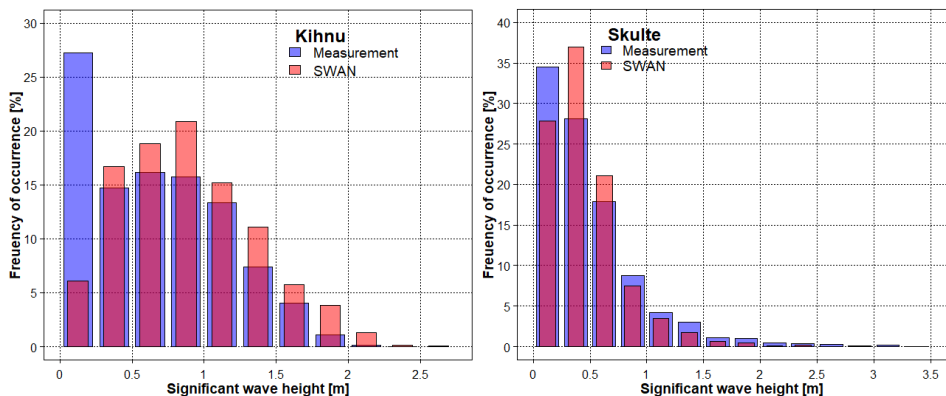 Kihnu
Measurement
SWAN
Freuency of occurrence [%]
30
25
20
15
10
5
0
0 0.5 1 1.5 2 2.5
Significant wave height [m]
Skulte
Measurement
SWAN
Freuency of occurrence [%]
40
35
30
25
20
15
10
5
0
0 0.5 1 1.5 2 2.5 3 3.5
Significant wave height [m]